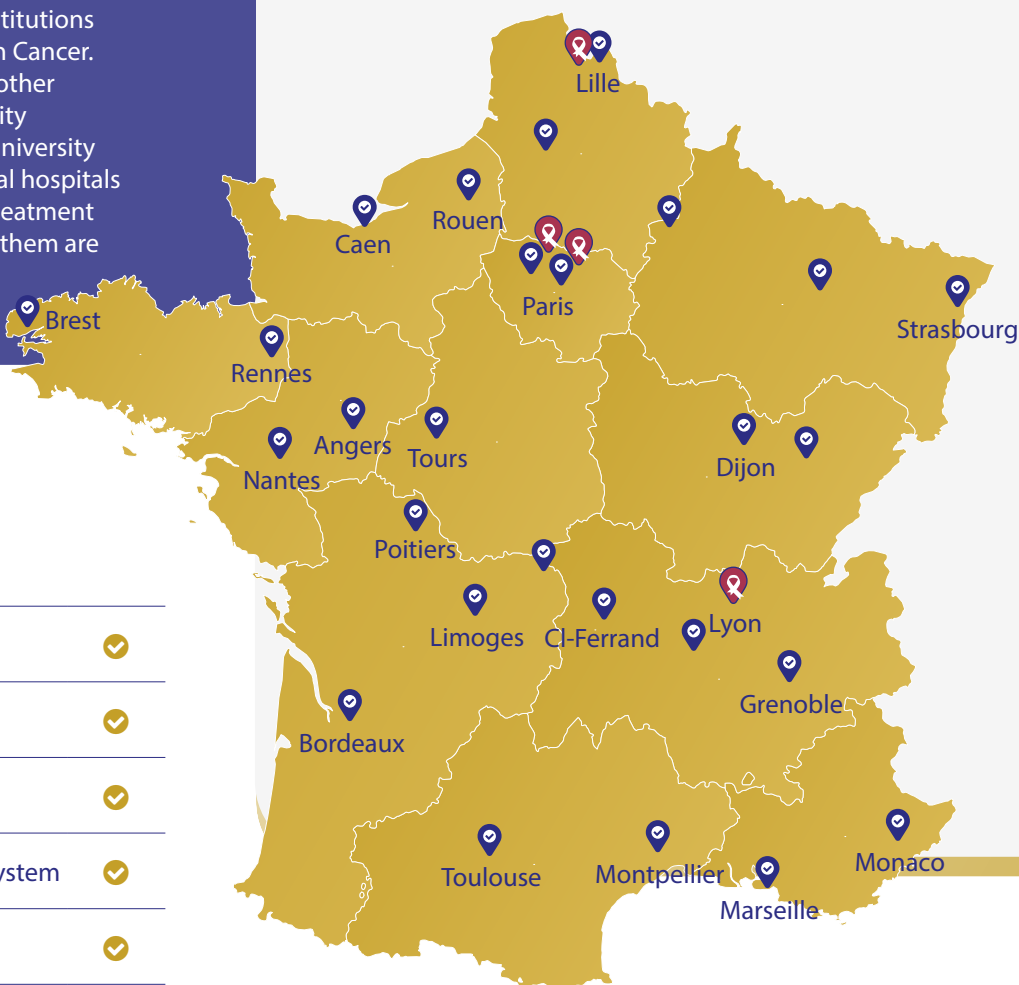 titutions
n Cancer.
other
ity
niversity
al hospitals
reatment
them are
Lille
Rouen
Caen
Paris
Brest
Strasbourg
Rennes
Angers
Tours
Nantes
Dijon
Poitiers
Limoges
Cl-Ferrand
Lyon
Grenoble
Bordeaux
ystem
Toulouse
Montpellier
Monaco
Marseille